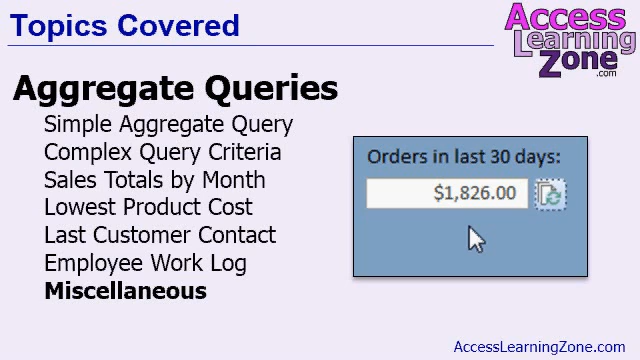 Topics Covered
Access
Learning
Zone
.com
Aggregate Queries
Simple Aggregate Query
Complex Query Criteria
Sales Totals by Month
Lowest Product Cost
Last Customer Contact
Employee Work Log
Miscellaneous
Orders in last 30 days:
$1,826.00
AccessLearningZone.com